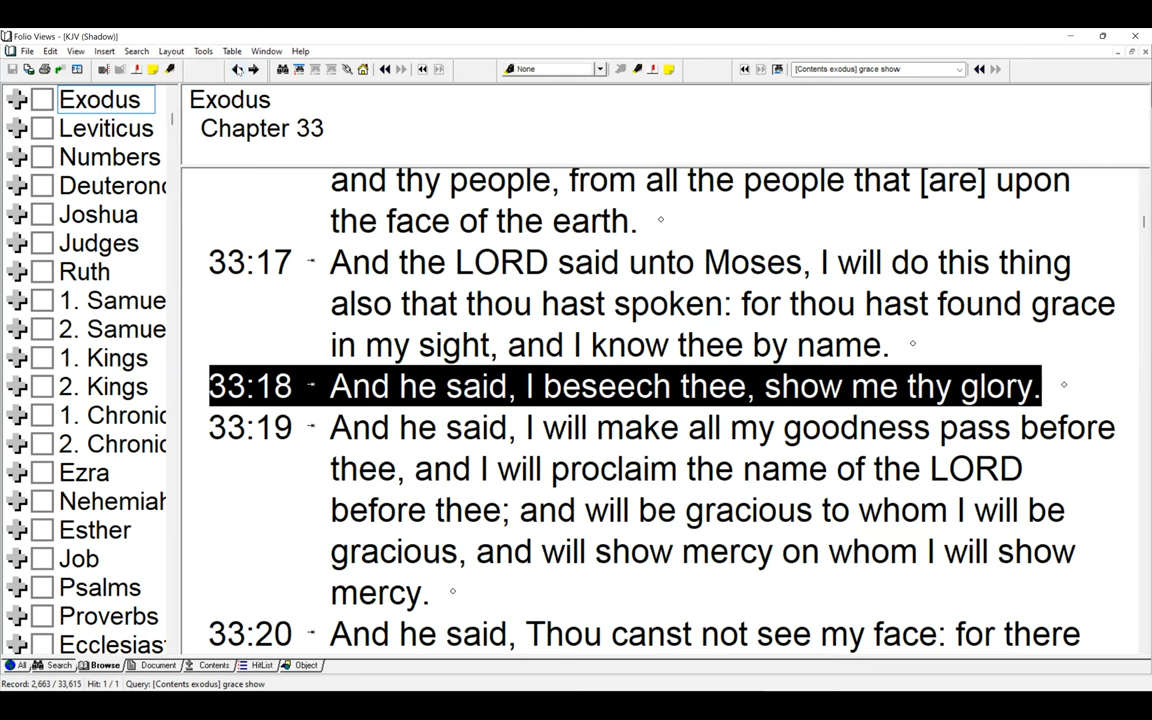 Folio Views - [KJV (Shadow)]
File Edit View Insert Search Layout Tools Table Window Help
None
[Contents exodus] grace show
Exodus
Leviticus
Numbers
Deuteron
Joshua
Judges
Ruth
1. Samue
2. Samue
1. Kings
2. Kings
1. Chronic
2. Chronic
Ezra
Nehemiah
Esther
Job
Psalms
Proverbs
Ecclesias
Exodus
Chapter 33
and thy people, from all the people that [are] upon
the face of the earth.
33:17 And the LORD said unto Moses, I will do this thing
also that thou hast spoken: for thou hast found grace
in my sight, and I know thee by name.
33:18 And he said, I beseech thee, show me thy glory.
33:19 And he said, I will make all my goodness pass before
thee, and I will proclaim the name of the LORD
before thee; and will be gracious to whom I will be
gracious, and will show mercy on whom I will show
mercy.
33:20 And he said, Thou canst not see my face: for there
All Search Browse Document Contents HitList Object
Record: 2,663 / 33,615 Hit: 1 / 1 Query: [Contents exodus] grace show